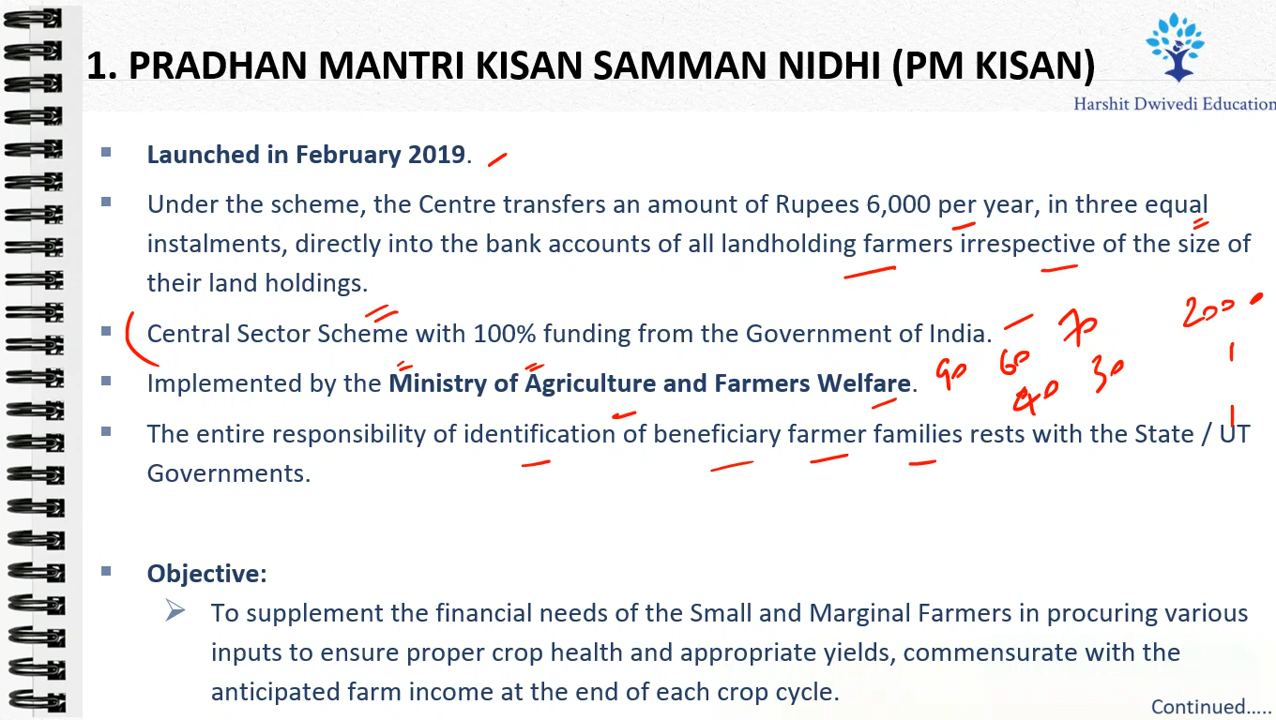 1. PRADHAN MANTRI KISAN SAMMAN NIDHI (PM KISAN)
Harshit Dwivedi Education
▪ Launched in February 2019.
▪ Under the scheme, the Centre transfers an amount of Rupees 6,000 per year, in three equal
instalments, directly into the bank accounts of all landholding farmers irrespective of the size of
their land holdings.
▪ Central Sector Scheme with 100% funding from the Government of India.
70
200
▪ Implemented by the Ministry of Agriculture and Farmers Welfare.
90
60
40
30
▪ The entire responsibility of identification of beneficiary farmer families rests with the State / UT
Governments.
▪ Objective:
➢ To supplement the financial needs of the Small and Marginal Farmers in procuring various
inputs to ensure proper crop health and appropriate yields, commensurate with the
anticipated farm income at the end of each crop cycle.
Continued.....